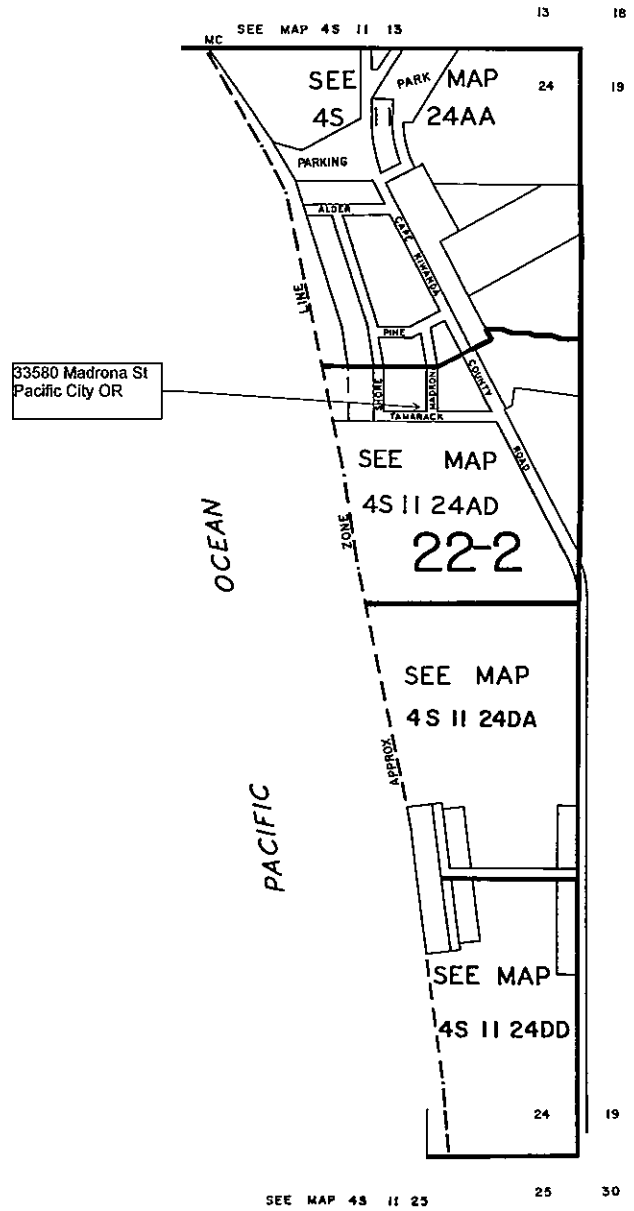 SEE MAP 4S 11 13
13 18
MC
SEE MAP
24 19
PARK
4S 24AA
PARKING
ALDER
CAPE KIWANDA
LINE
PINE
33580 Madrona St
Pacific City OR
SHORE
MADRONA
COUNTY
TAMARACK
ROAD
SEE MAP
4S 11 24AD
OCEAN
ZONE
22-2
SEE MAP
4 S 11 24DA
APPROX
PACIFIC
SEE MAP
4S 11 24DD
24 19
25 30
SEE MAP 4S 11 25